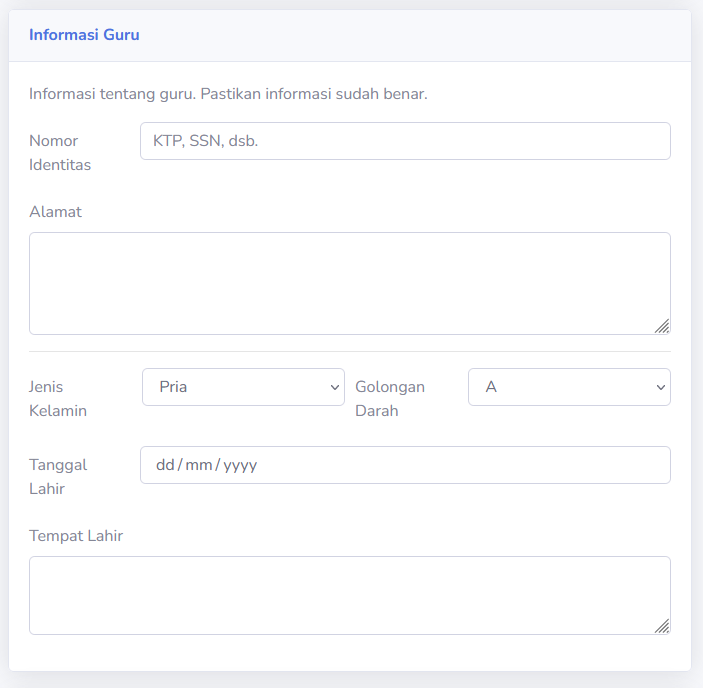 Informasi Guru
Informasi tentang guru. Pastikan informasi sudah benar.
Nomor
Identitas
KTP, SSN, dsb.
Alamat
Jenis
Kelamin
Pria
Golongan
Darah
A
Tanggal
Lahir
dd/mm/yyyy
Tempat Lahir